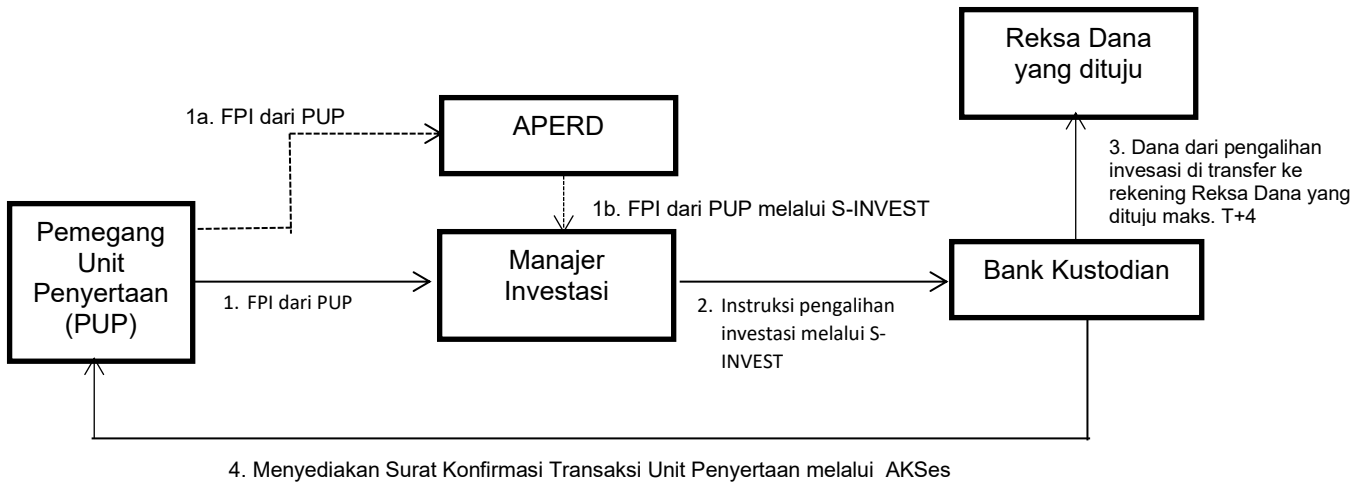 Reksa Dana
yang dituju
1a. FPI dari PUP
APERD
3. Dana dari pengalihan
invesasi di transfer ke
rekening Reksa Dana yang
dituju maks. T+4
1b. FPI dari PUP melalui S-INVEST
Pemegang
Unit
Penyertaan
(PUP)
Manajer
Investasi
Bank Kustodian
1. FPI dari PUP
2. Instruksi pengalihan
investasi melalui S-
INVEST
4. Menyediakan Surat Konfirmasi Transaksi Unit Penyertaan melalui AKSes